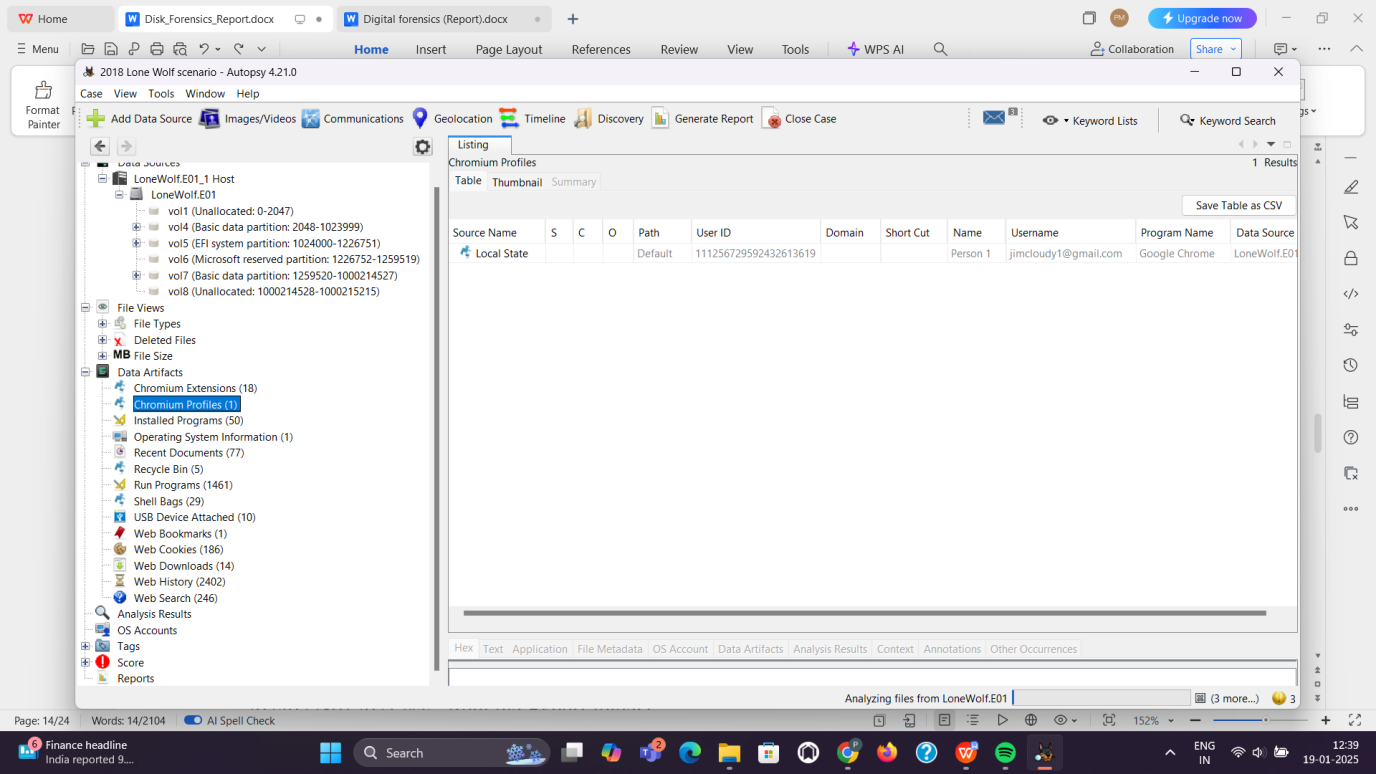 Home Disk_Forensics_Report.docx Digital forensics (Report).docx PM Upgrade now
Menu Home Insert Page Layout References Review View Tools WPS AI Collaboration Share
Format
Painter
2018 Lone Wolf scenario - Autopsy 4.21.0
Case View Tools Window Help
Add Data Source Images/Videos Communications Geolocation Timeline Discovery Generate Report Close Case 3 Keyword Lists Keyword Search
Data Sources
LoneWolf.E01_1 Host
LoneWolf.E01
vol1 (Unallocated: 0-2047)
vol4 (Basic data partition: 2048-1023999)
vol5 (EFI system partition: 1024000-1226751)
vol6 (Microsoft reserved partition: 1226752-1259519)
vol7 (Basic data partition: 1259520-1000214527)
vol8 (Unallocated: 1000214528-1000215215)
File Views
File Types
Deleted Files
MB File Size
Data Artifacts
Chromium Extensions (18)
Chromium Profiles (1)
Installed Programs (50)
Operating System Information (1)
Recent Documents (77)
Recycle Bin (5)
Run Programs (1461)
Shell Bags (29)
USB Device Attached (10)
Web Bookmarks (1)
Web Cookies (186)
Web Downloads (14)
Web History (2402)
Web Search (246)
Analysis Results
OS Accounts
Tags
Score
Reports
Listing
Chromium Profiles 1 Results
Table Thumbnail Summary
Save Table as CSV
Source Name S C O Path User ID Domain Short Cut Name Username Program Name Data Source
Local State Default 111256729592432613619 Person 1 jimcloudy1@gmail.com Google Chrome LoneWolf.E01
Hex Text Application File Metadata OS Account Data Artifacts Analysis Results Context Annotations Other Occurrences
Analyzing files from LoneWolf.E01 (3 more...) 3
Page: 14/24 Words: 14/2104 AI Spell Check 152%
6 Finance headline
India reported 9....
Search
2
ENG
IN
12:39
19-01-2025